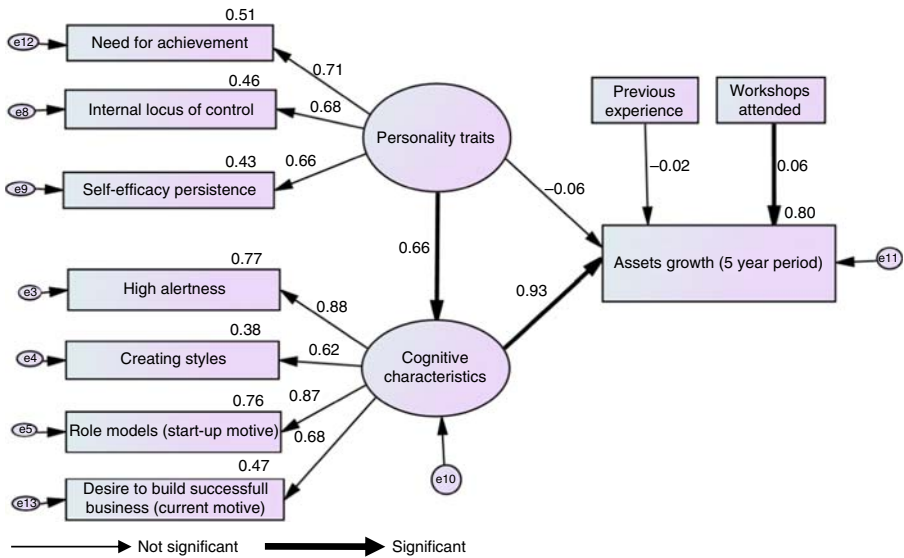 0.51
e12
Need for achievement
0.71
0.46
e8
Internal locus of control
0.68
0.43
e9
Self-efficacy persistence
0.66
Personality traits
Previous
experience
Workshops
attended
–0.02
0.06
–0.06
0.80
Assets growth (5 year period)
e11
0.66
0.93
0.77
e3
High alertness
0.88
0.38
e4
Creating styles
0.62
Cognitive
characteristics
0.76
e5
Role models (start-up motive)
0.87
0.68
0.47
e13
Desire to build successfull
business (current motive)
e10
Not significant
Significant